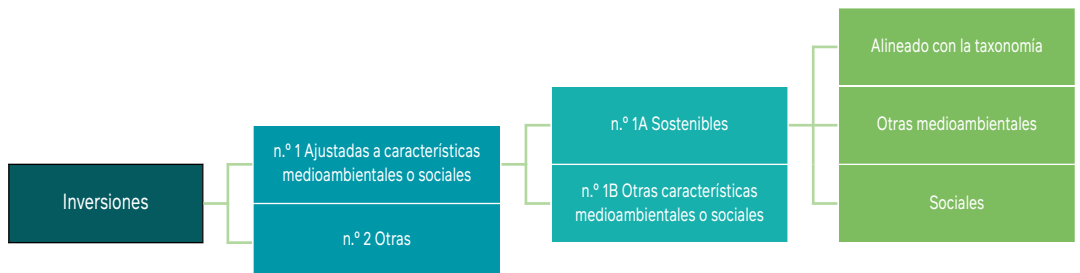 Inversiones
n.º 1 Ajustadas a características
medioambientales o sociales
n.º 2 Otras
n.º 1A Sostenibles
n.º 1B Otras características
medioambientales o sociales
Alineado con la taxonomía
Otras medioambientales
Sociales